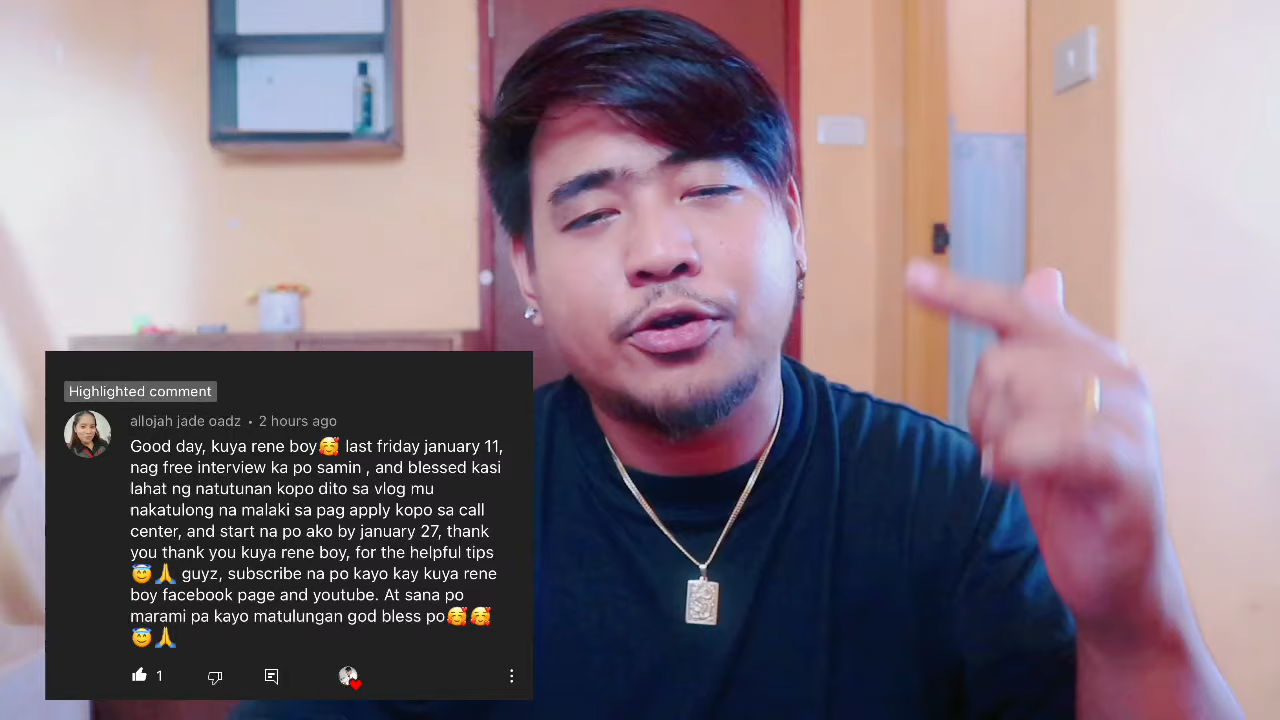 Highlighted comment
allojah jade oadz • 2 hours ago
Good day, kuya rene boy🥰 last friday january 11,
nag free interview ka po samin , and blessed kasi
lahat ng natutunan kopo dito sa vlog mu
nakatulong na malaki sa pag apply kopo sa call
center, and start na po ako by january 27, thank
you thank you kuya rene boy, for the helpful tips
😇🙏 guyz, subscribe na po kayo kay kuya rene
boy facebook page and youtube. At sana po
marami pa kayo matulungan god bless po🥰🥰
😇🙏
1